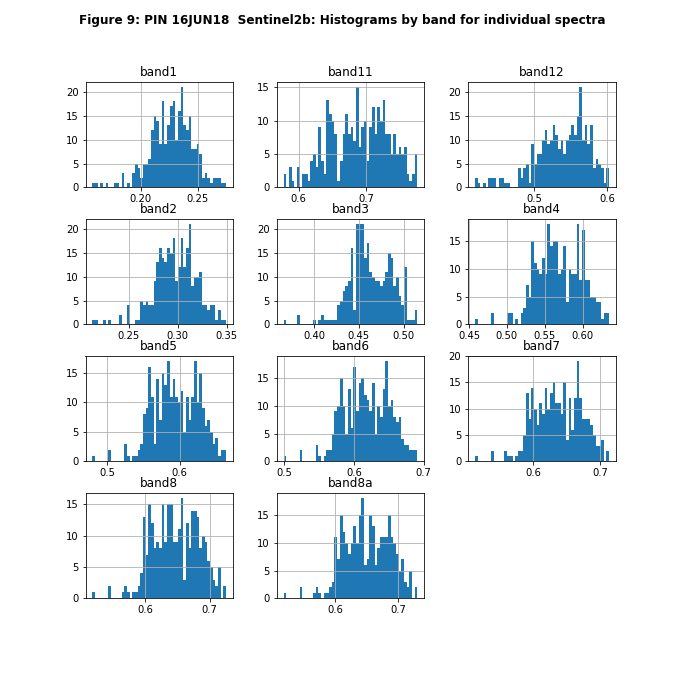 Figure 9: PIN 16JUN18  Sentinel2b: Histograms by band for individual spectra
band1 band11 band12
20 15 10 5 0
0.20 0.25
15 10 5 0
0.6 0.7
20 15 10 5 0
0.5 0.6
band2 band3 band4
20 15 10 5 0
0.25 0.30 0.35
20 15 10 5 0
0.40 0.45 0.50
15 10 5 0
0.45 0.50 0.55 0.60
band5 band6 band7
15 10 5 0
0.5 0.6
15 10 5 0
0.5 0.6 0.7
20 15 10 5 0
0.6 0.7
band8 band8a
15 10 5 0
0.6 0.7
15 10 5 0
0.6 0.7